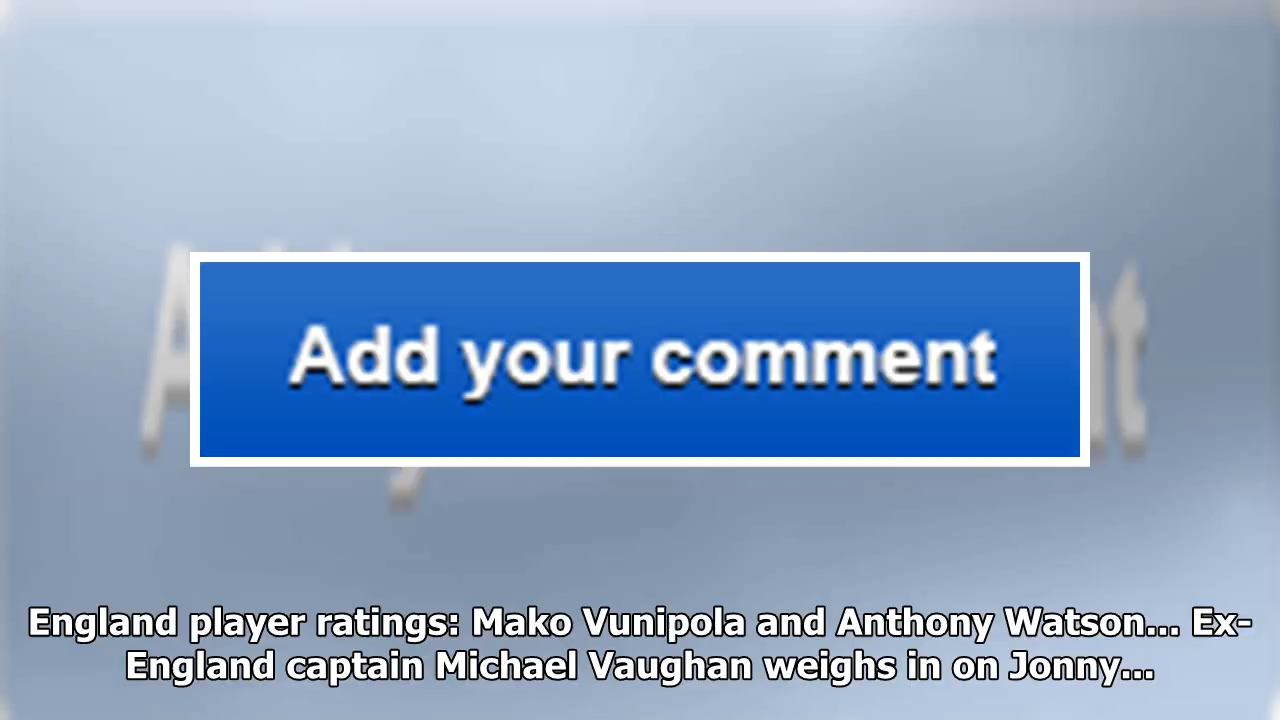 Add your comment
England player ratings: Mako Vunipola and Anthony Watson... Ex-
England captain Michael Vaughan weighs in on Jonny...